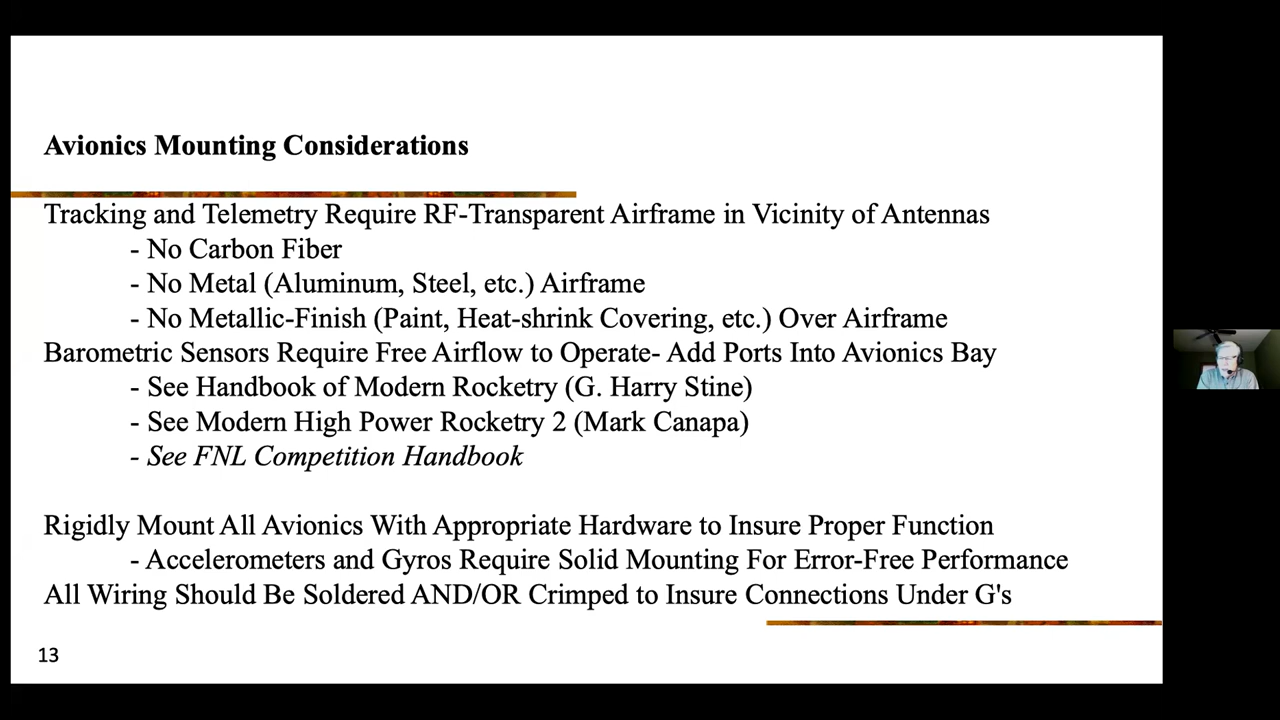 Avionics Mounting Considerations
Tracking and Telemetry Require RF-Transparent Airframe in Vicinity of Antennas
- No Carbon Fiber
- No Metal (Aluminum, Steel, etc.) Airframe
- No Metallic-Finish (Paint, Heat-shrink Covering, etc.) Over Airframe
Barometric Sensors Require Free Airflow to Operate- Add Ports Into Avionics Bay
- See Handbook of Modern Rocketry (G. Harry Stine)
- See Modern High Power Rocketry 2 (Mark Canapa)
- See FNL Competition Handbook
Rigidly Mount All Avionics With Appropriate Hardware to Insure Proper Function
- Accelerometers and Gyros Require Solid Mounting For Error-Free Performance
All Wiring Should Be Soldered AND/OR Crimped to Insure Connections Under G's
13